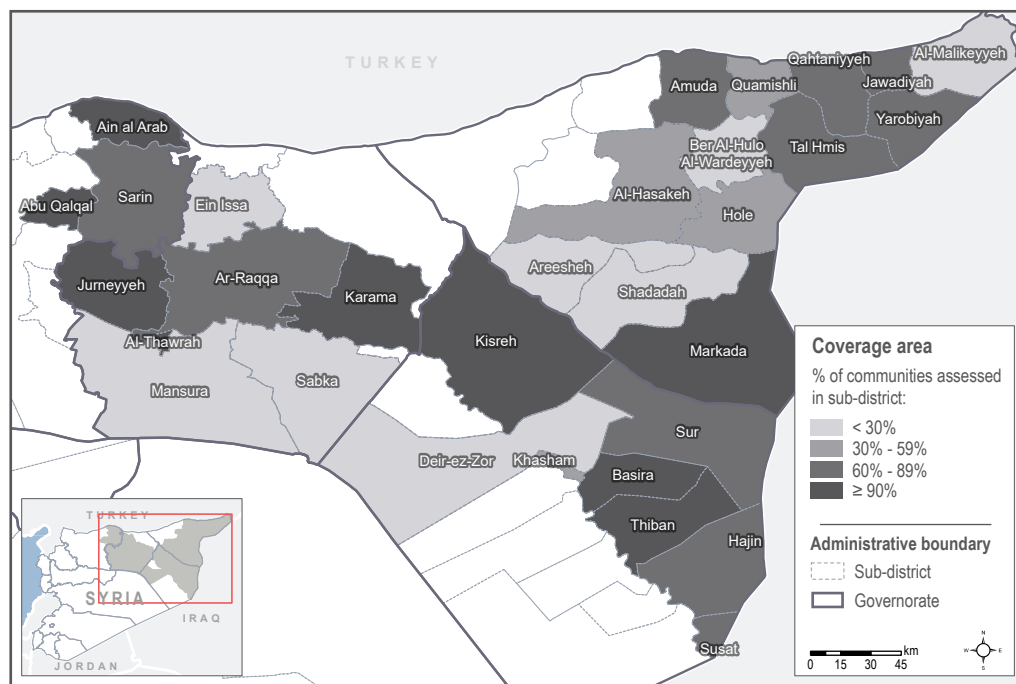 TURKEY
Al-Malikeyyeh
Qahtaniyyeh
Amuda
Quamishli
Jawadiyah
Yarobiyah
Ain al Arab
Ber Al-Hulo
Al-Wardeyyeh
Tal Hmis
Sarin
Abu Qalqal
Ein Issa
Al-Hasakeh
Hole
Areesheh
Jurneyyeh
Ar-Raqqa
Karama
Shadadah
Al-Thawrah
Kisreh
Markada
Mansura
Sabka
Sur
Deir-ez-Zor
Khasham
Basira
Thiban
Hajin
Susat
Coverage area
% of communities assessed
in sub-district:
< 30%
30% - 59%
60% - 89%
≥ 90%
Administrative boundary
Sub-district
Governorate
km
0 15 30 45
N
W E
S
TURKEY
SYRIA
IRAQ
JORDAN